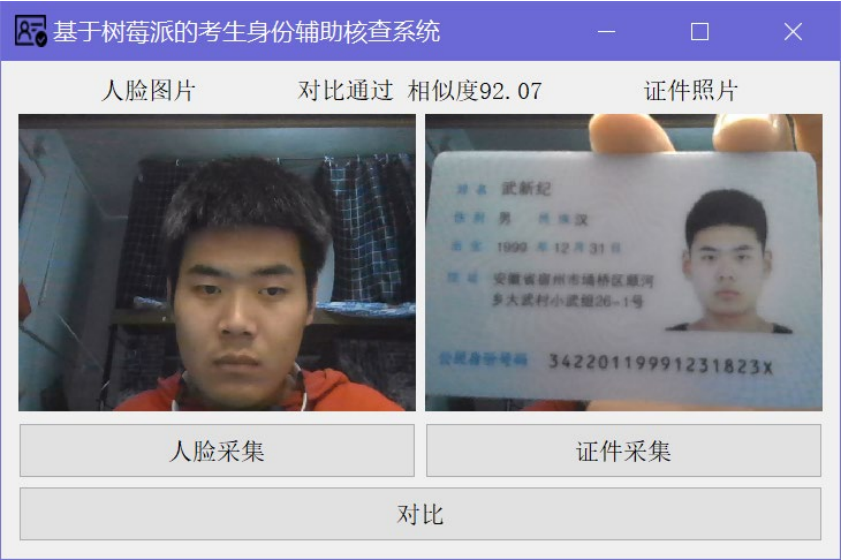 基于树莓派的考生身份辅助核查系统
人脸图片 对比通过 相似度92.07 证件照片
姓名 武新纪
性别 男 民族 汉
出生 1999 年 12 月 31 日
住址 安徽省宿州市埇桥区顺河
乡大武村小武组26-1号
公民身份号码 34220119991231823X
人脸采集 证件采集
对比